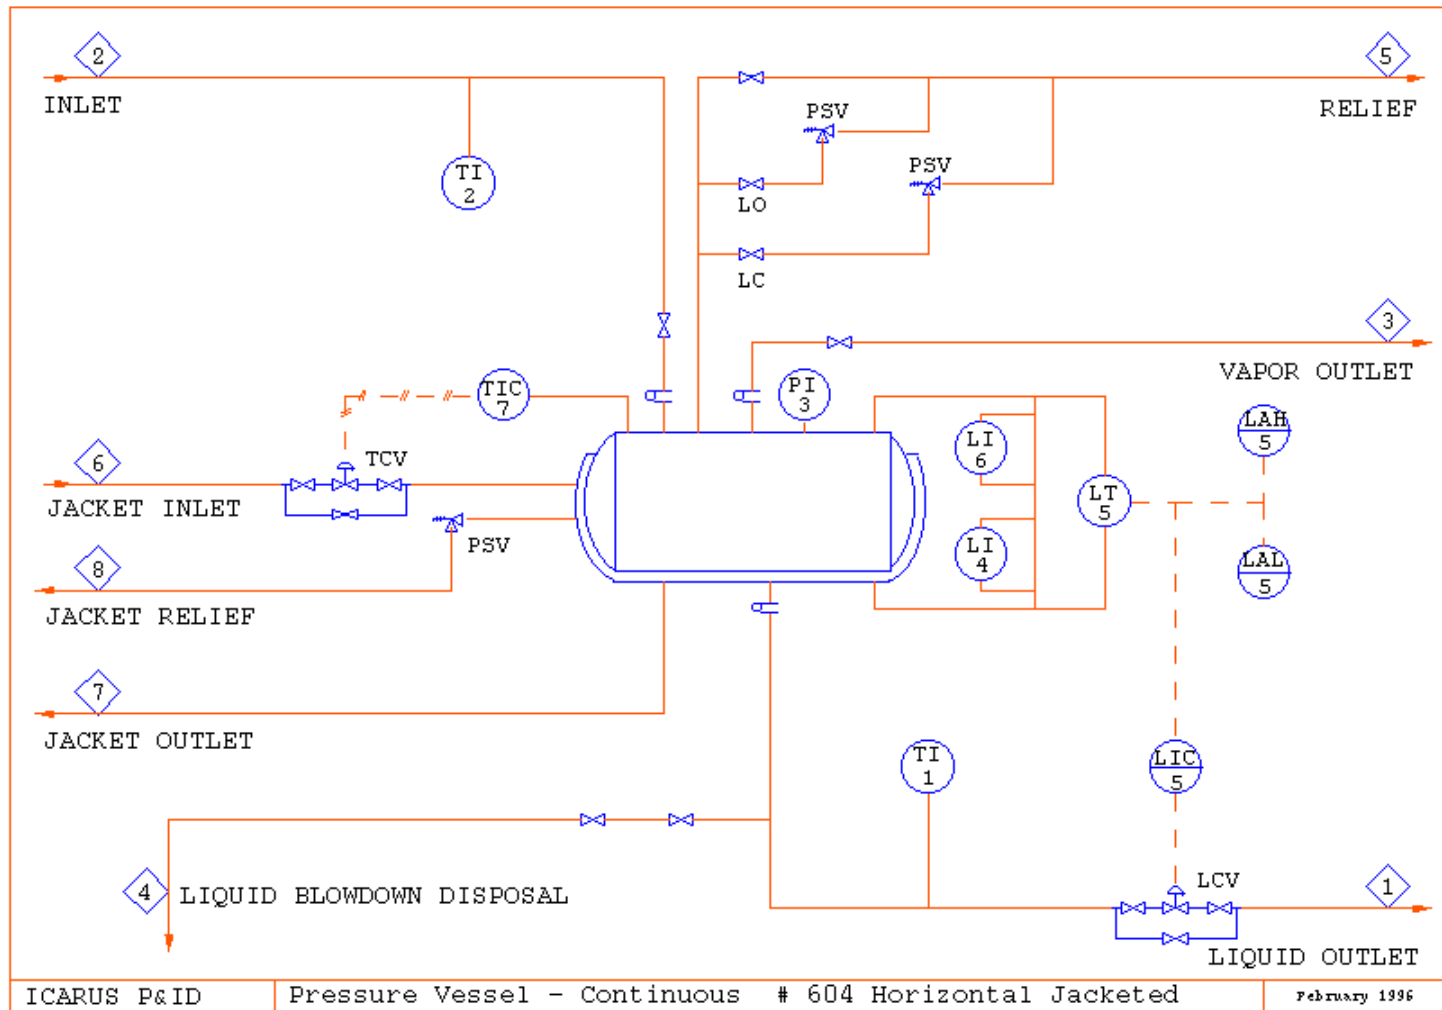 2
INLET
5
RELIEF
PSV
PSV
TI
2
LO
LC
3
VAPOR OUTLET
TIC
7
PI
3
LAH
5
LI
6
6
TCV
JACKET INLET
LT
5
PSV
LI
4
LAL
5
8
JACKET RELIEF
7
JACKET OUTLET
TI
1
LIC
5
4
LIQUID BLOWDOWN DISPOSAL
LCV
1
LIQUID OUTLET
ICARUS P&ID
Pressure Vessel - Continuous # 604 Horizontal Jacketed
February 1996